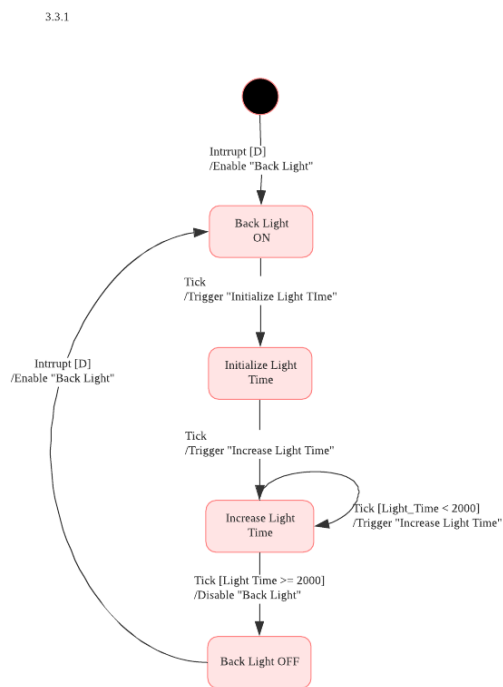 3.3.1
Intrrupt [D]
/Enable "Back Light"
Back Light
ON
Tick
/Trigger "Initialize Light TIme"
Intrrupt [D]
/Enable "Back Light"
Initialize Light
Time
Tick
/Trigger "Increase Light Time"
Increase Light
Time
Tick [Light_Time < 2000]
/Trigger "Increase Light Time"
Tick [Light Time >= 2000]
/Disable "Back Light"
Back Light OFF